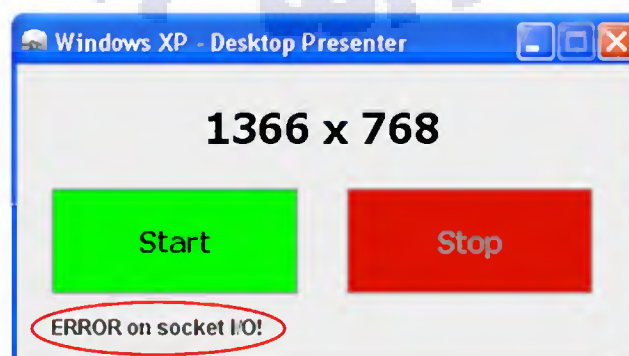 Windows XP - Desktop Presenter
1366 x 768
Start Stop
ERROR on socket I/O!